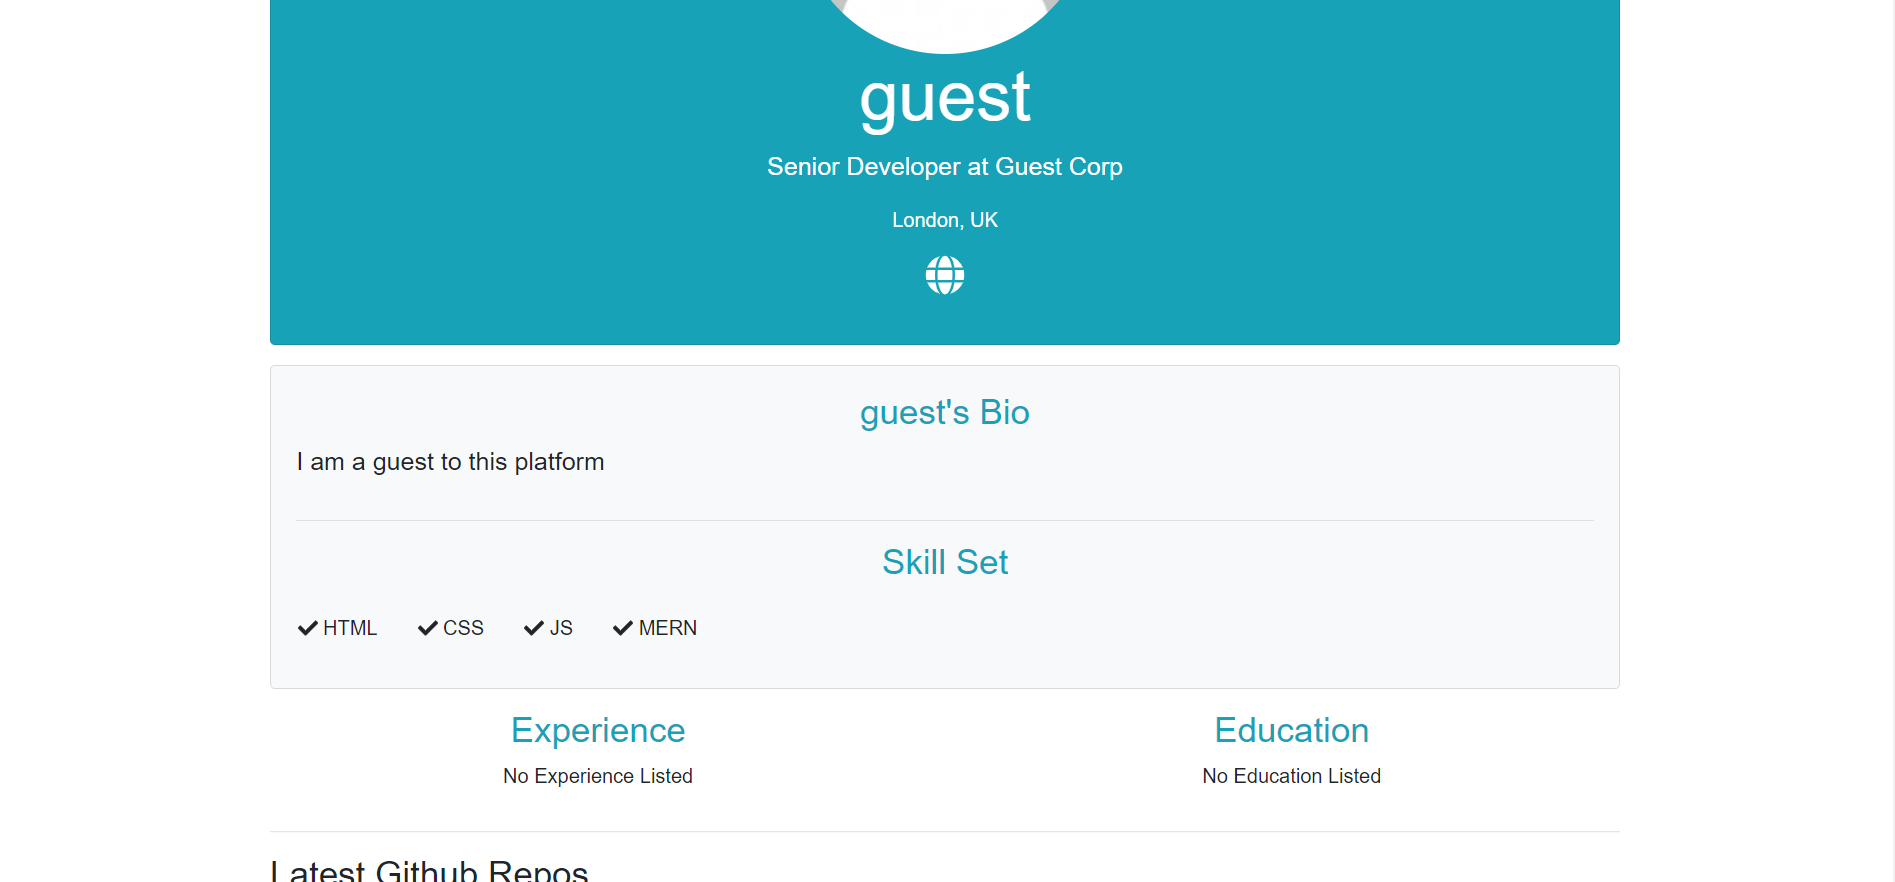 guest
Senior Developer at Guest Corp
London, UK
guest's Bio
I am a guest to this platform
Skill Set
HTML CSS JS MERN
Experience
No Experience Listed
Education
No Education Listed
Latest Github Repos